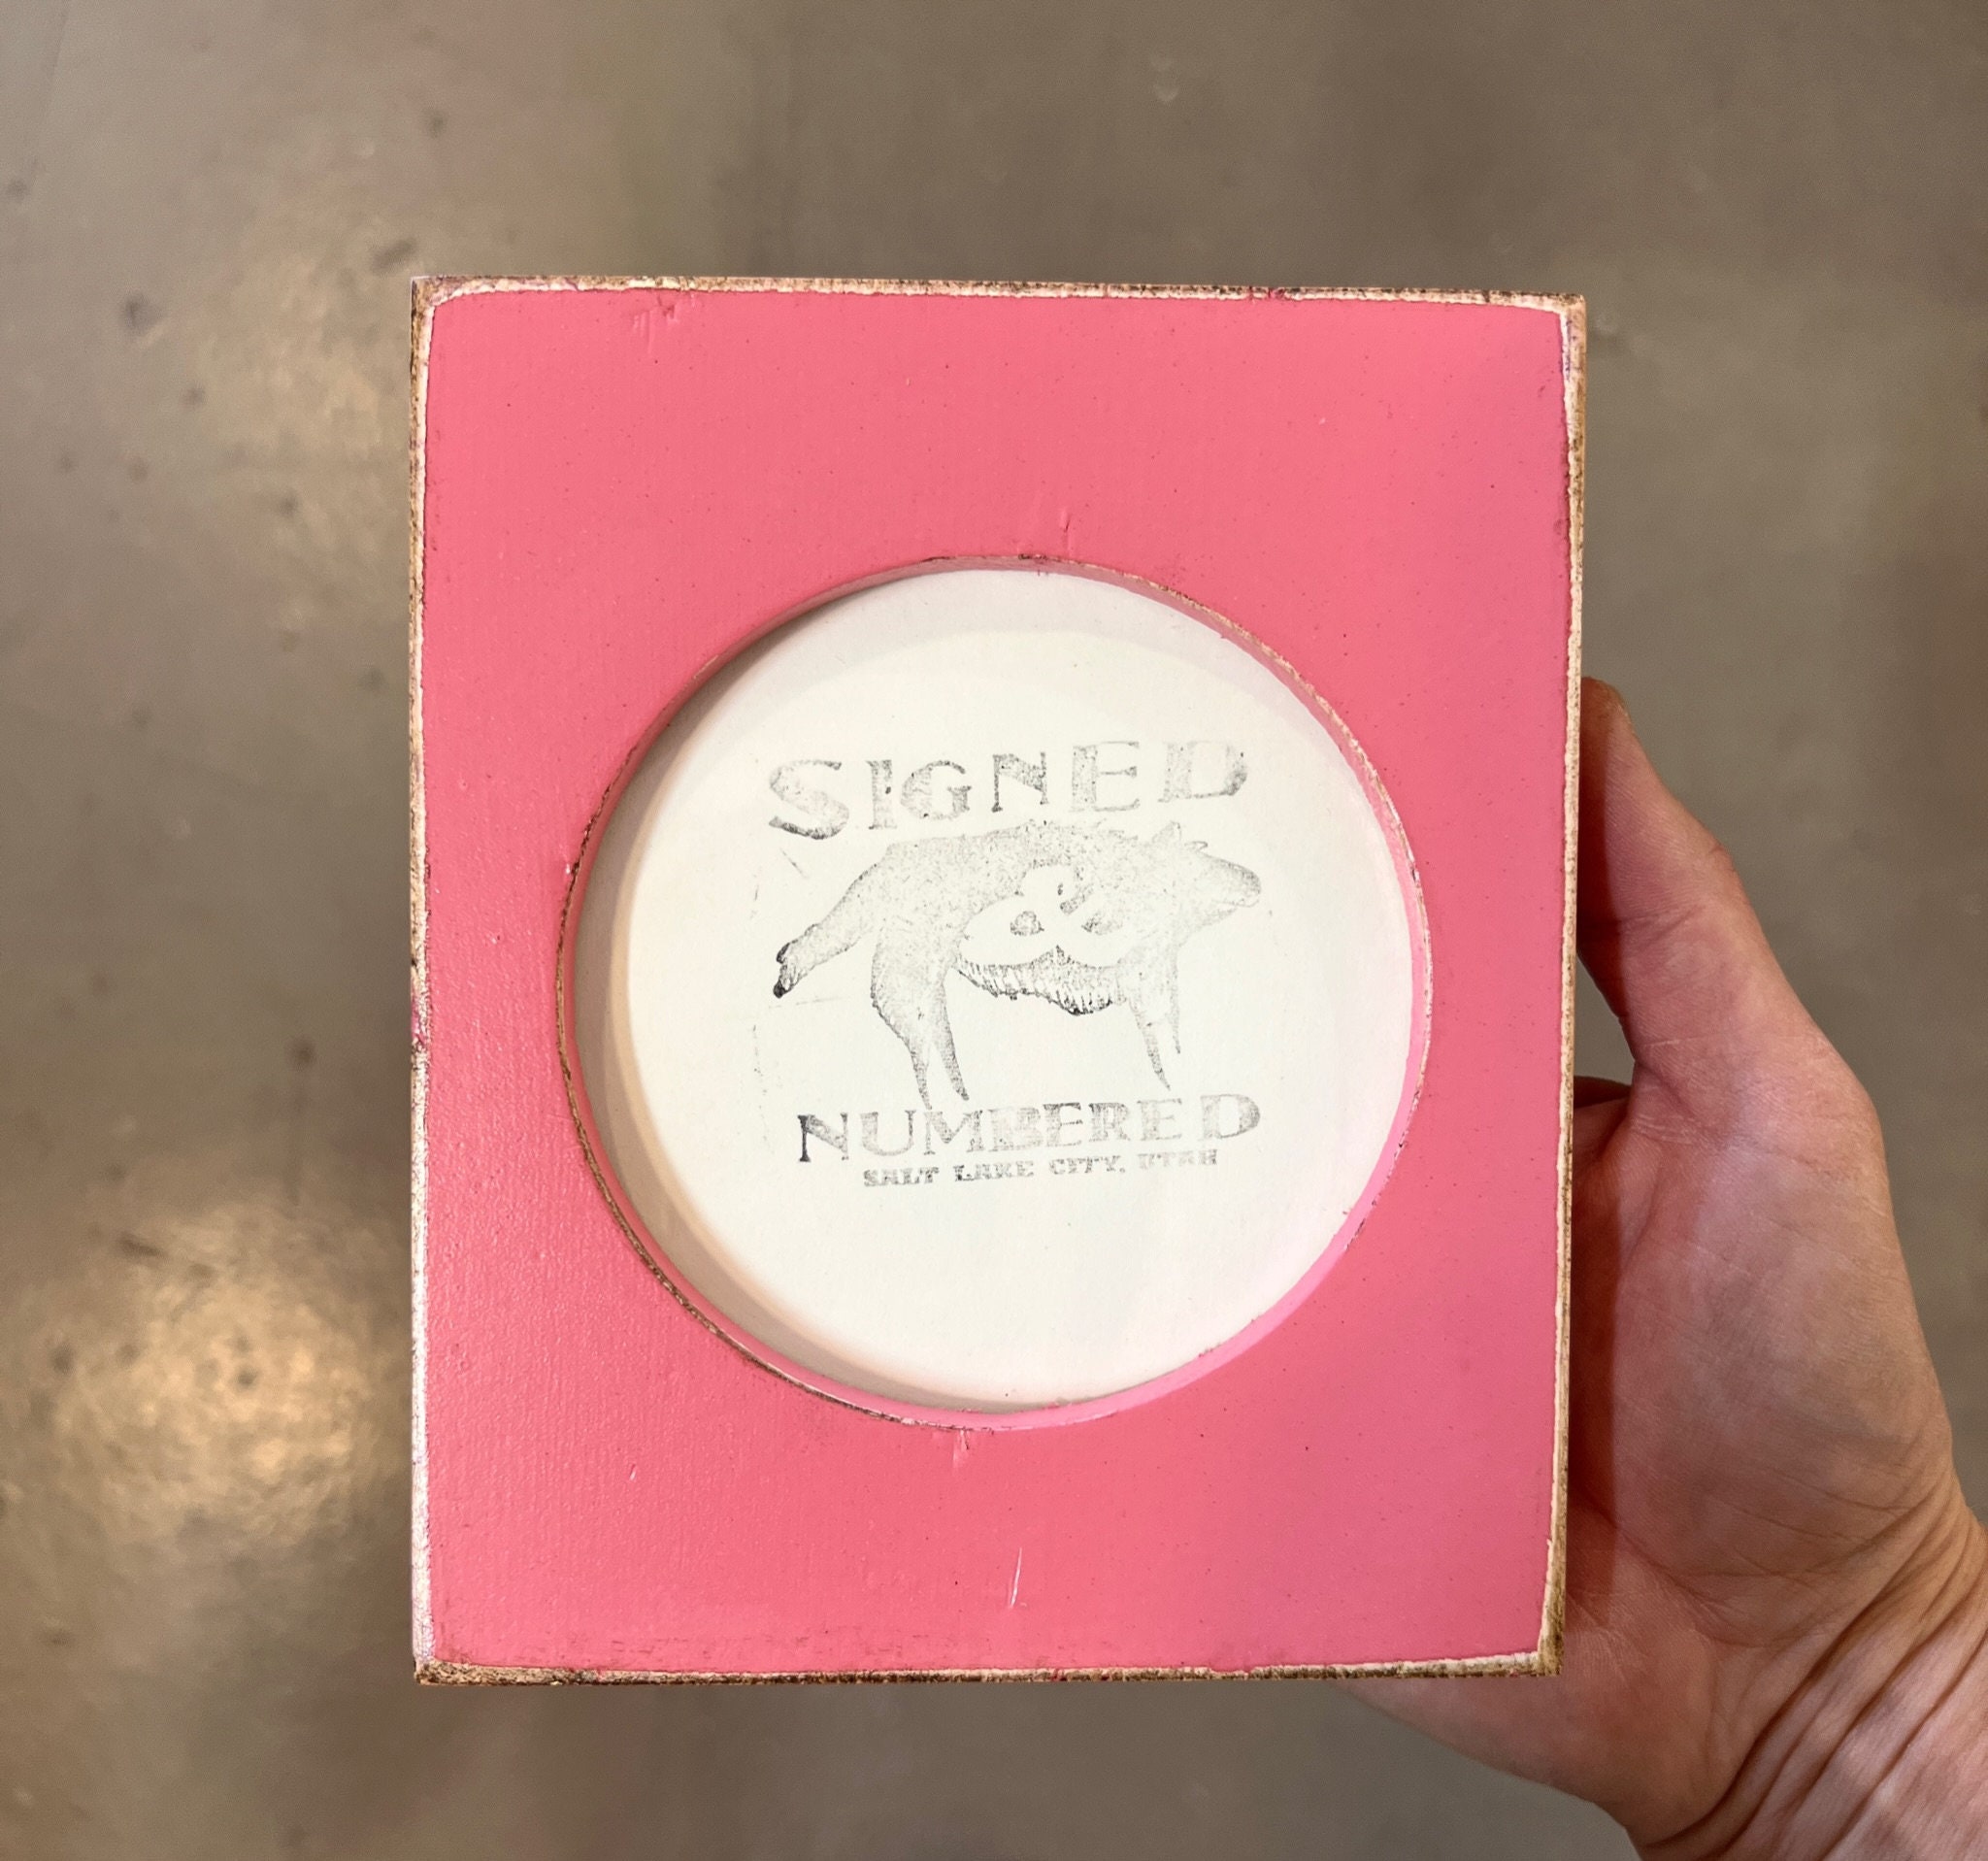 SIGNED
NUMBERED
SALT LAKE CITY, UTAH